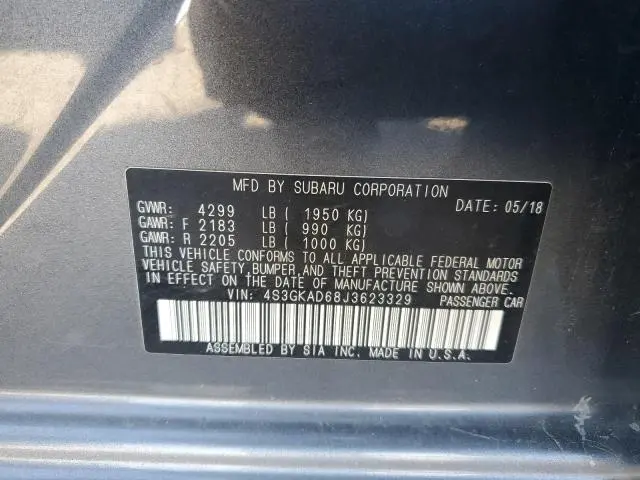 MFD BY SUBARU CORPORATION
DATE: 05/18
GVWR: 4299 LB ( 1950 KG)
GAWR: F 2183 LB ( 990 KG)
GAWR: R 2205 LB ( 1000 KG)
THIS VEHICLE CONFORMS TO ALL APPLICABLE FEDERAL MOTOR
VEHICLE SAFETY, BUMPER, AND THEFT PREVENTION STANDARDS
IN EFFECT ON THE DATE OF MANUFACTURE SHOWN ABOVE.
VIN: 4S3GKAD68J3623329 PASSENGER CAR
ASSEMBLED BY SIA INC. MADE IN U.S.A.